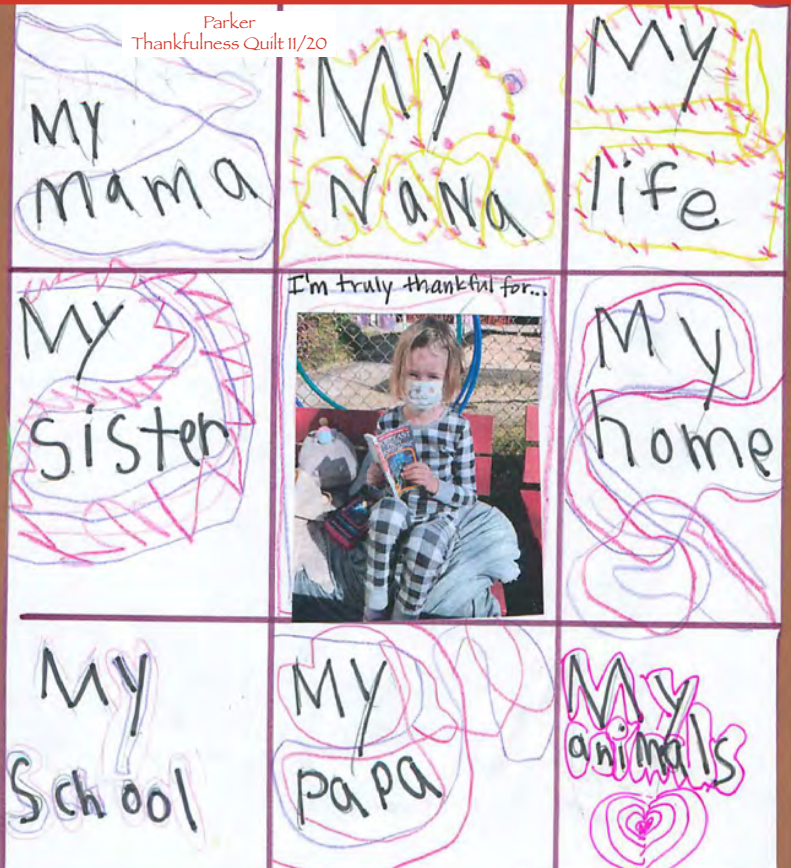 Parker
Thankfulness Quilt 11/20
My
mama
My
NaNa
My
life
My
Sister
I'm truly thankful for...
My
home
My
School
My
papa
My
animals